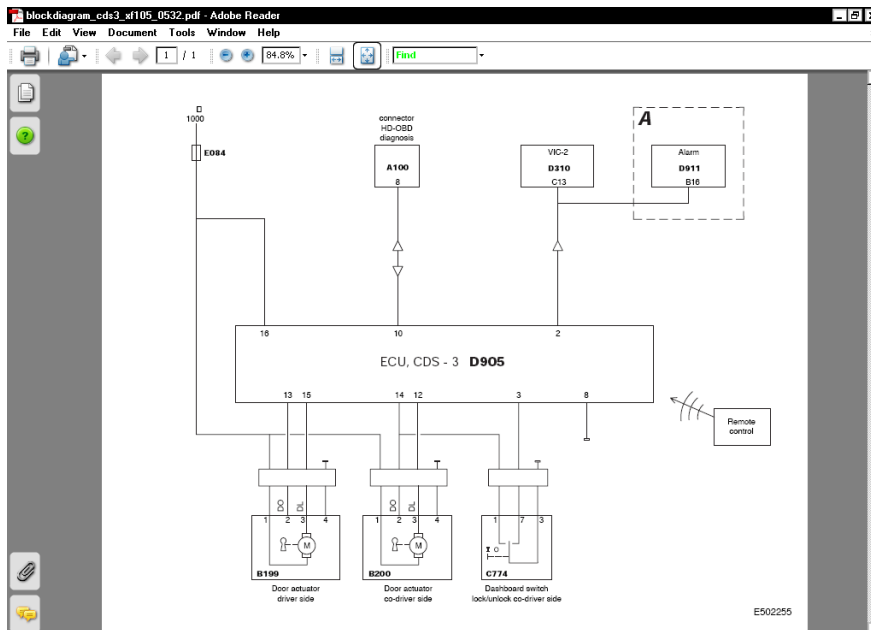 blockdiagram_cds3_xf105_0532.pdf - Adobe Reader
File Edit View Document Tools Window Help
1 / 1 84.8% Find
1000
E084
connector
HD-OBD
diagnosis
A100
8
VIC-2
D310
C13
A
Alarm
D911
B16
16 10 2
ECU, CDS - 3 D905
13 15 14 12 3 8
Remote
control
DO DL DO DL
1 2 3 4 1 2 3 4 1 7 3
M M I O
B199 B200 C774
Door actuator
driver side
Door actuator
co-driver side
Dashboard switch
lock/unlock co-driver side
E502255